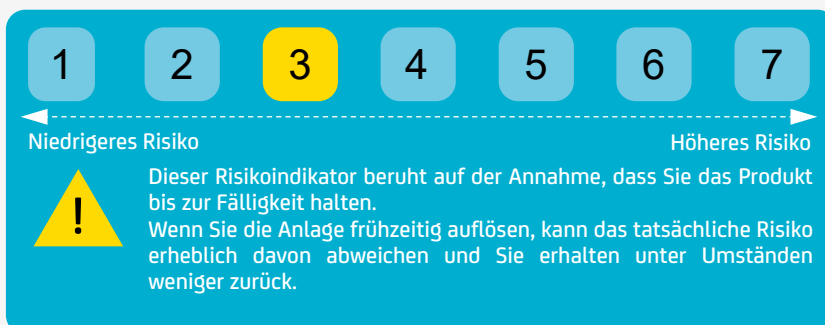 1 2 3 4 5 6 7
Niedrigeres Risiko Höheres Risiko
! Dieser Risikoindikator beruht auf der Annahme, dass Sie das Produkt
bis zur Fälligkeit halten.
Wenn Sie die Anlage frühzeitig auflösen, kann das tatsächliche Risiko
erheblich davon abweichen und Sie erhalten unter Umständen
weniger zurück.